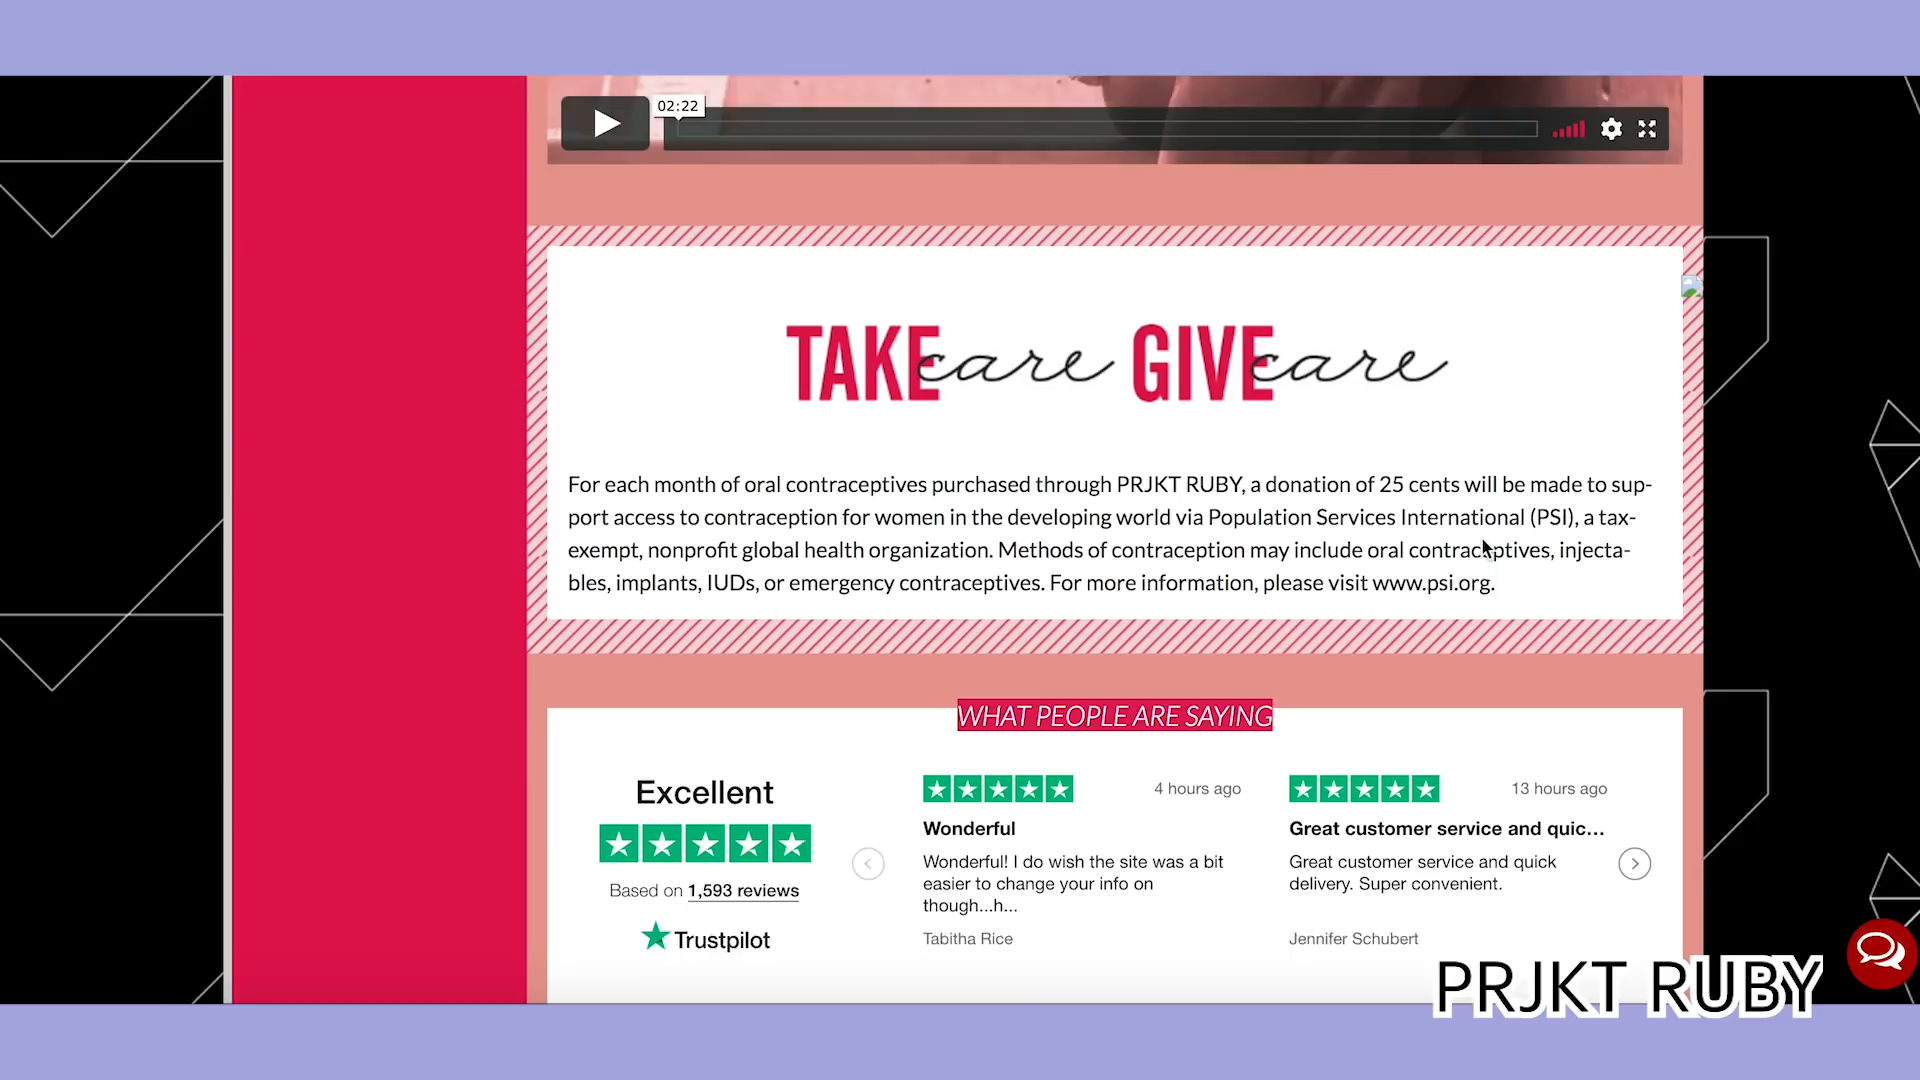 02:22
TAKE care GIVE care
For each month of oral contraceptives purchased through PRJKT RUBY, a donation of 25 cents will be made to sup-
port access to contraception for women in the developing world via Population Services International (PSI), a tax-
exempt, nonprofit global health organization. Methods of contraception may include oral contraceptives, injecta-
bles, implants, IUDs, or emergency contraceptives. For more information, please visit www.psi.org.
WHAT PEOPLE ARE SAYING
Excellent
Based on 1,593 reviews
Trustpilot
4 hours ago
Wonderful
Wonderful! I do wish the site was a bit
easier to change your info on
though...h...
Tabitha Rice
13 hours ago
Great customer service and quic...
Great customer service and quick
delivery. Super convenient.
Jennifer Schubert
PRJKT RUBY